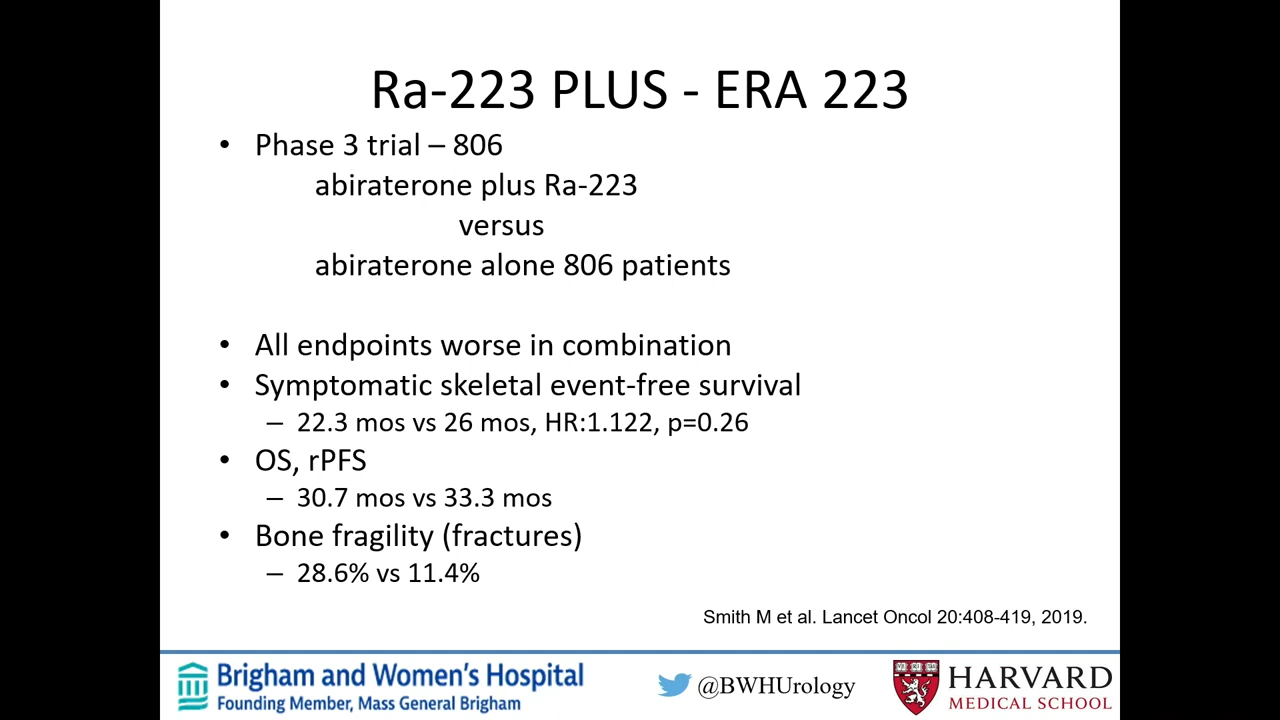 Ra-223 PLUS - ERA 223
• Phase 3 trial – 806
abiraterone plus Ra-223
versus
abiraterone alone 806 patients
• All endpoints worse in combination
• Symptomatic skeletal event-free survival
– 22.3 mos vs 26 mos, HR:1.122, p=0.26
• OS, rPFS
– 30.7 mos vs 33.3 mos
• Bone fragility (fractures)
– 28.6% vs 11.4%
Smith M et al. Lancet Oncol 20:408-419, 2019.
Brigham and Women's Hospital
Founding Member, Mass General Brigham
@BWHUrology
HARVARD
MEDICAL SCHOOL